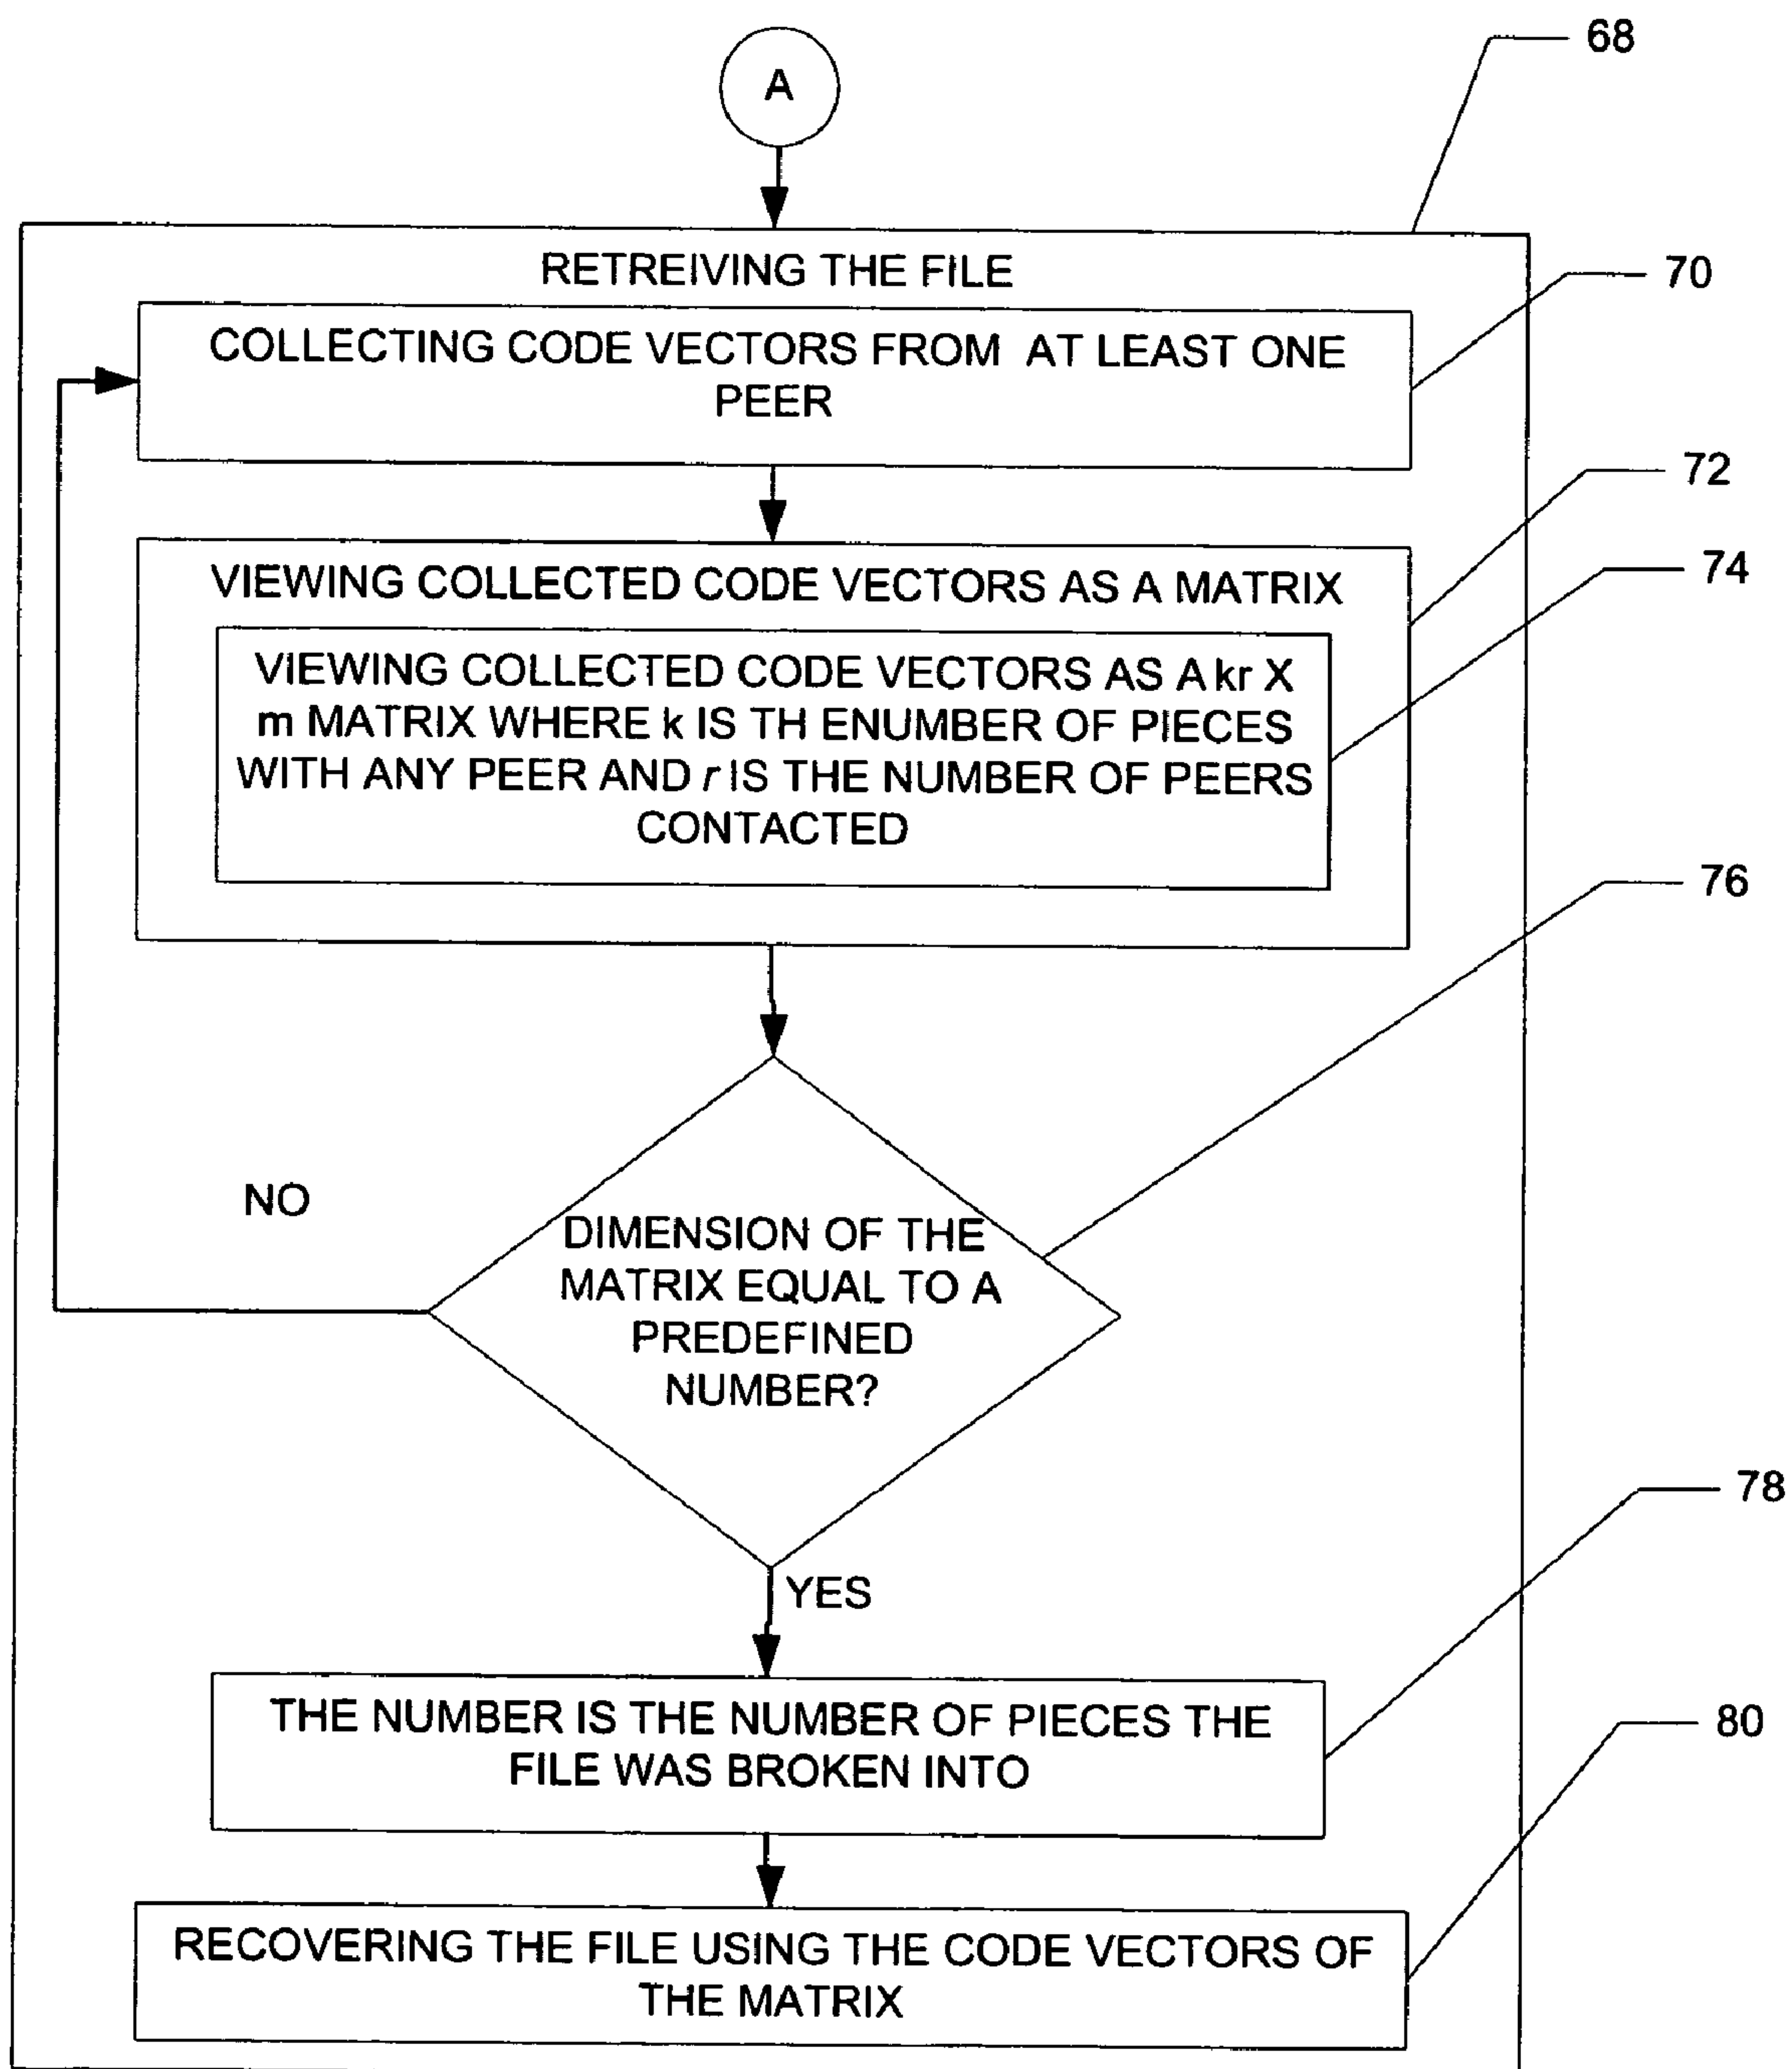 A
68
RETREIVING THE FILE
70
COLLECTING CODE VECTORS FROM AT LEAST ONE
PEER
72
VIEWING COLLECTED CODE VECTORS AS A MATRIX
74
VIEWING COLLECTED CODE VECTORS AS A kr X
m MATRIX WHERE k IS TH ENUMBER OF PIECES
WITH ANY PEER AND r IS THE NUMBER OF PEERS
CONTACTED
76
NO
DIMENSION OF THE
MATRIX EQUAL TO A
PREDEFINED
NUMBER?
78
YES
THE NUMBER IS THE NUMBER OF PIECES THE
FILE WAS BROKEN INTO
80
RECOVERING THE FILE USING THE CODE VECTORS OF
THE MATRIX